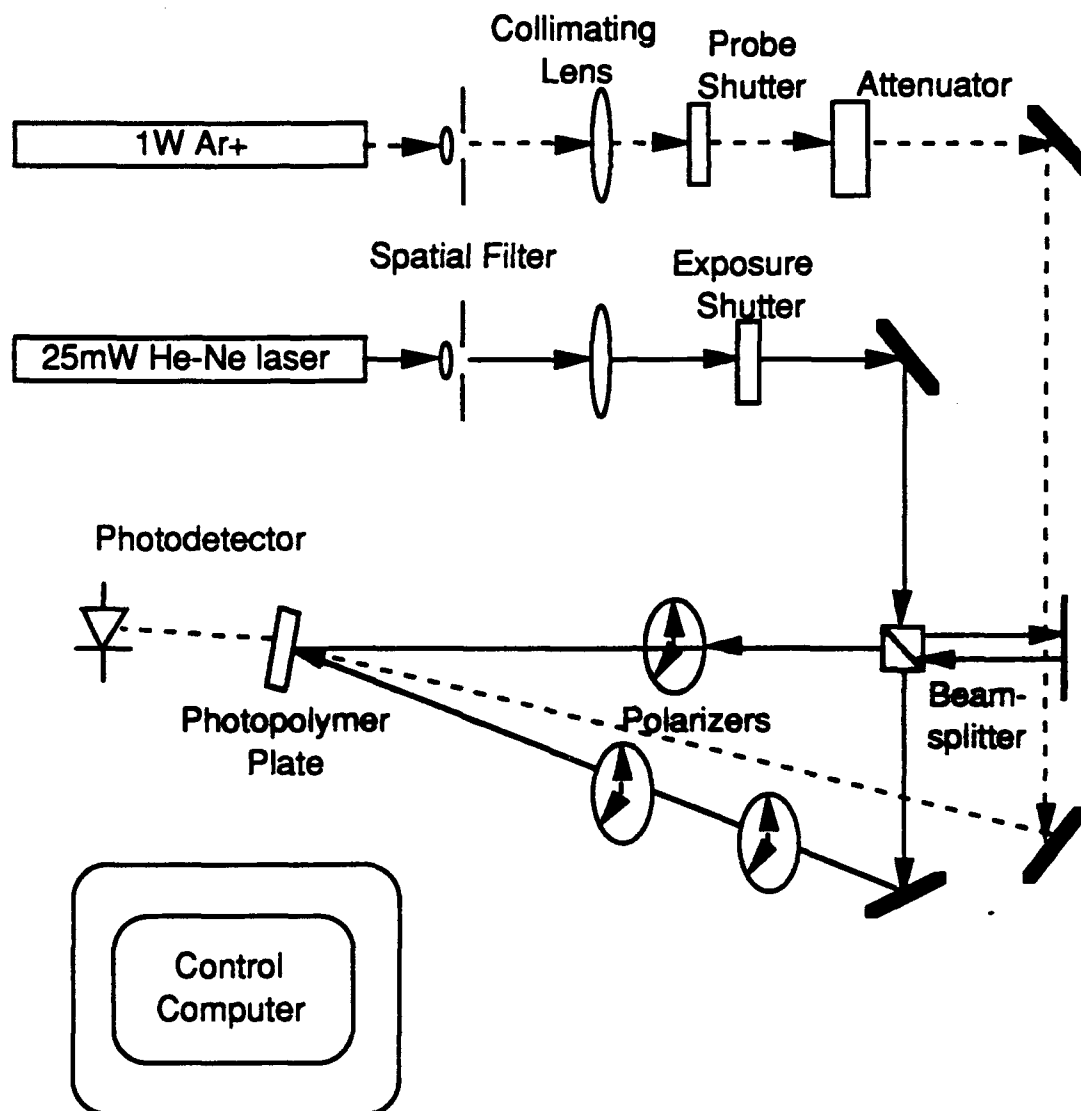 Collimating
Lens
Probe
Shutter
Attenuator
1W Ar+
Spatial Filter
Exposure
Shutter
25mW He-Ne laser
Photodetector
Photopolymer
Plate
Polarizers
Beam-
splitter
Control
Computer